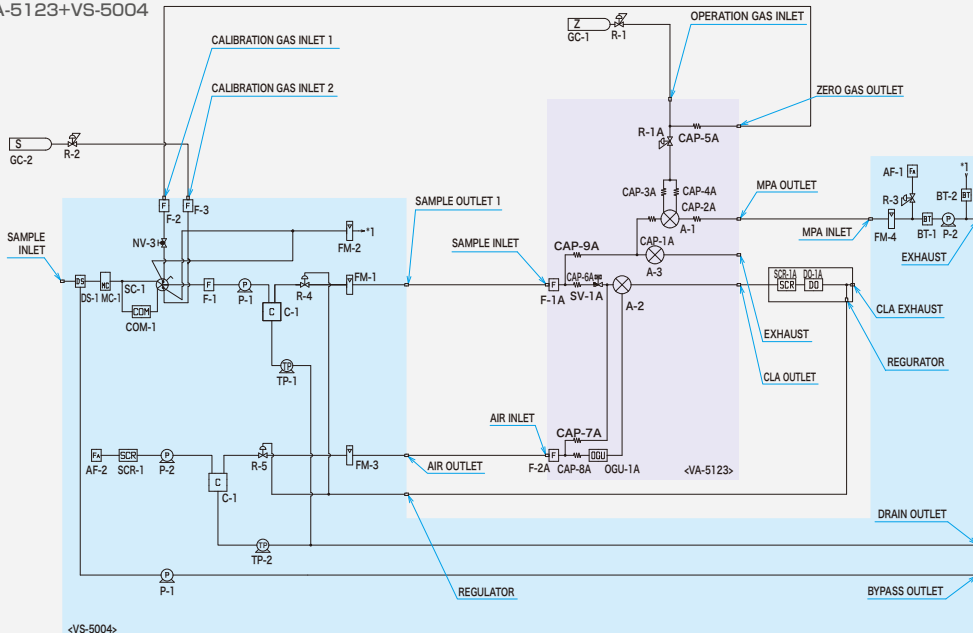 A-5123+VS-5004
Z
GC-1
R-1
OPERATION GAS INLET
CALIBRATION GAS INLET 1
CALIBRATION GAS INLET 2
ZERO GAS OUTLET
S
GC-2
R-2
R-1A
CAP-5A
AF-1
FA
*1
BT-2
BT
R-3
CAP-3A
CAP-4A
CAP-2A
MPA OUTLET
F
F-2
F
F-3
SAMPLE OUTLET 1
A-1
FM-4
BT
BT-1
P
P-2
MPA INLET
EXHAUST
NV-3
FM-2
*1
SAMPLE INLET
CAP-1A
SAMPLE
INLET
CAP-9A
A-3
DS
DS-1
MC
MC-1
SC-1
COM
COM-1
F
F-1
P
P-1
C
C-1
R-4
FM-1
F
F-1A
CAP-6A
SV-1A
A-2
SCR-1A
SCR
DO-1A
DO
CLA EXHAUST
EXHAUST
REGURATOR
TP
TP-1
CLA OUTLET
AIR INLET
CAP-7A
FA
AF-2
SCR
SCR-1
P
P-2
C
C-1
R-5
FM-3
AIR OUTLET
F
F-2A
CAP-8A
OGU
OGU-1A
<VA-5123>
DRAIN OUTLET
TP
TP-2
P
P-1
REGULATOR
BYPASS OUTLET
<VS-5004>